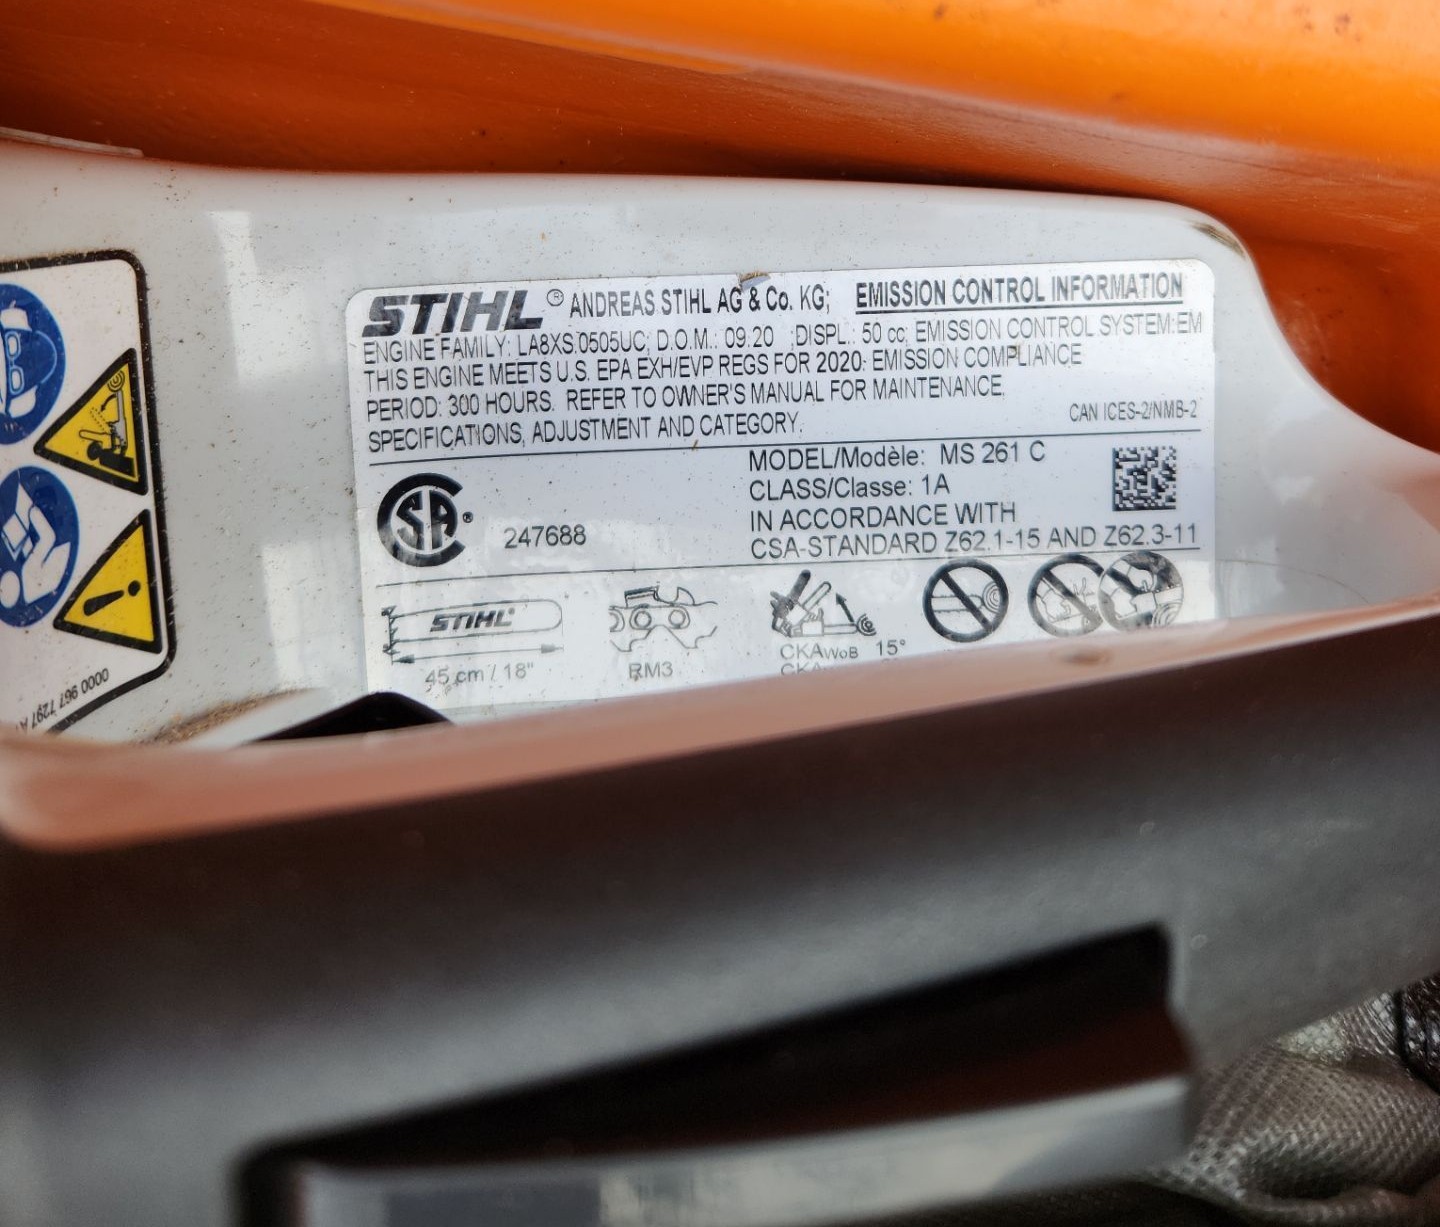 STIHL® ANDREAS STIHL AG & Co. KG; EMISSION CONTROL INFORMATION
ENGINE FAMILY: LA8XS.0505UC; D.O.M.: 09.20 DISPL.: 50 cc; EMISSION CONTROL SYSTEM:EM
THIS ENGINE MEETS U.S. EPA EXH/EVP REGS FOR 2020. EMISSION COMPLIANCE
PERIOD: 300 HOURS. REFER TO OWNER'S MANUAL FOR MAINTENANCE,
SPECIFICATIONS, ADJUSTMENT AND CATEGORY.
CAN ICES-2/NMB-2
MODEL/Modèle: MS 261 C
CLASS/Classe: 1A
IN ACCORDANCE WITH
CSA-STANDARD Z62.1-15 AND Z62.3-11
CSA®
247688
STIHL®
45 cm / 18"
RM3
CKAWOB 15°
0000 967 7297 A